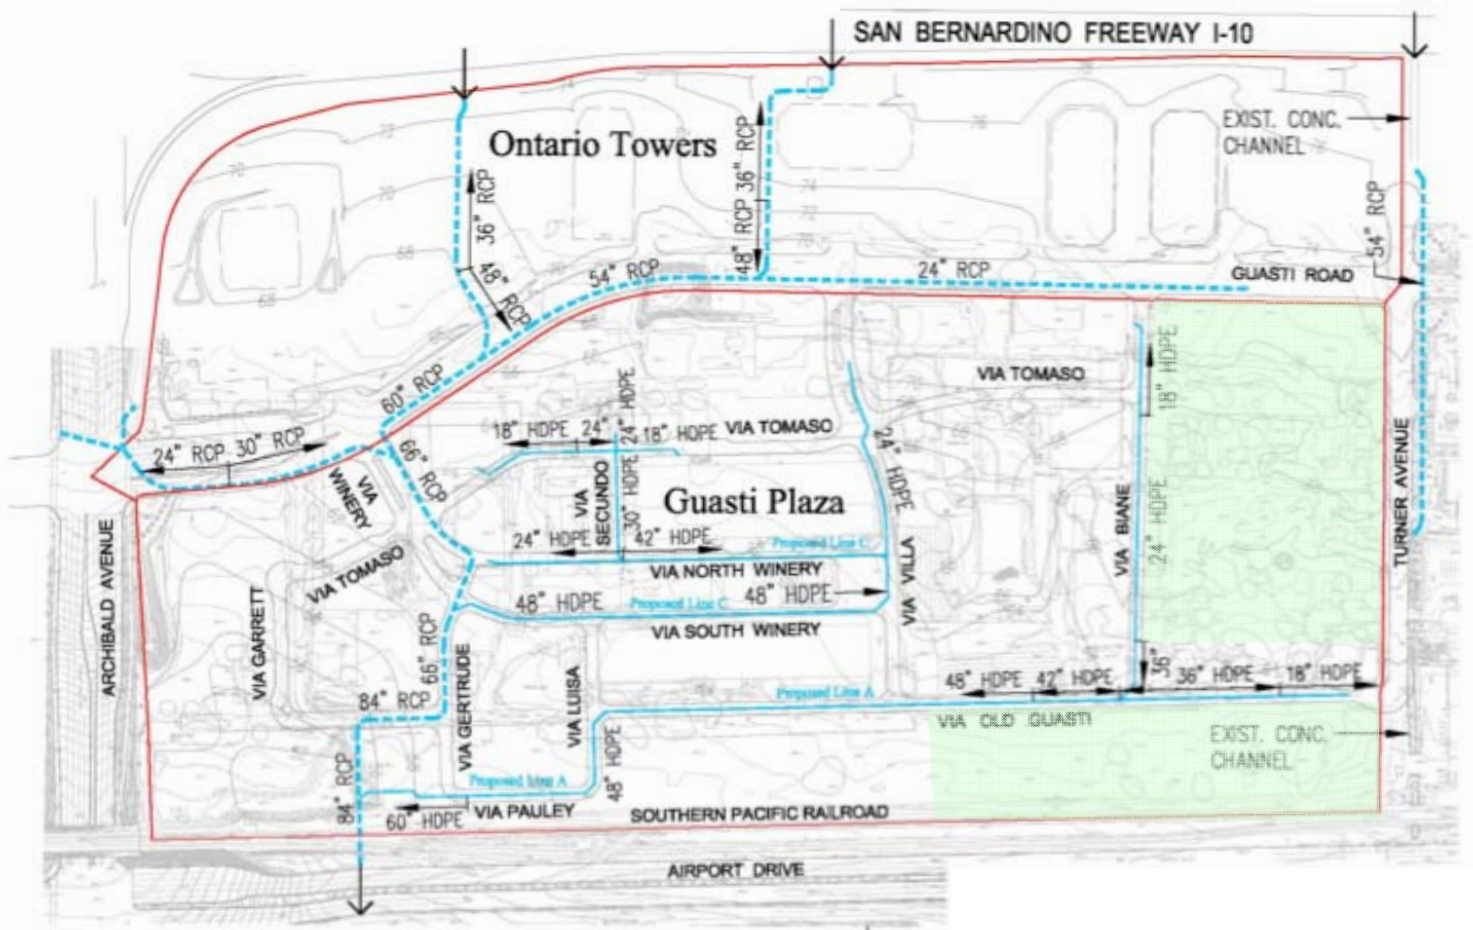 SAN BERNARDINO FREEWAY I-10
EXIST. CONC.
CHANNEL
Ontario Towers
36" RCP
48" RCP
36" RCP
48" RCP
54" RCP
54" RCP
24" RCP
GUASTI ROAD
60" RCP
24" RCP 30" RCP
66" RCP
18" HDPE
24"
24" HDPE
18" HDPE
VIA TOMASO
VIA TOMASO
18" HDPE
24" HDPE
VIA
WINERY
VIA
SECUNDO
30" HDPE
Guasti Plaza
24" HDPE
42" HDPE
Proposed Line C
VIA NORTH WINERY
VIA TOMASO
48" HDPE
Proposed Line C
48" HDPE
VIA SOUTH WINERY
VIA VILLA
VIA BIANE
24" HDPE
TURNER AVENUE
ARCHIBALD AVENUE
VIA GARRETT
66" RCP
84" RCP
VIA GERTRUDE
VIA LUISA
Proposed Line A
48" HDPE
42" HDPE
36"
36" HDPE
18" HDPE
VIA OLD GUASTI
EXIST. CONC.
CHANNEL
84" RCP
Proposed Line A
48" HDPE
60" HDPE
VIA PAULEY
SOUTHERN PACIFIC RAILROAD
AIRPORT DRIVE